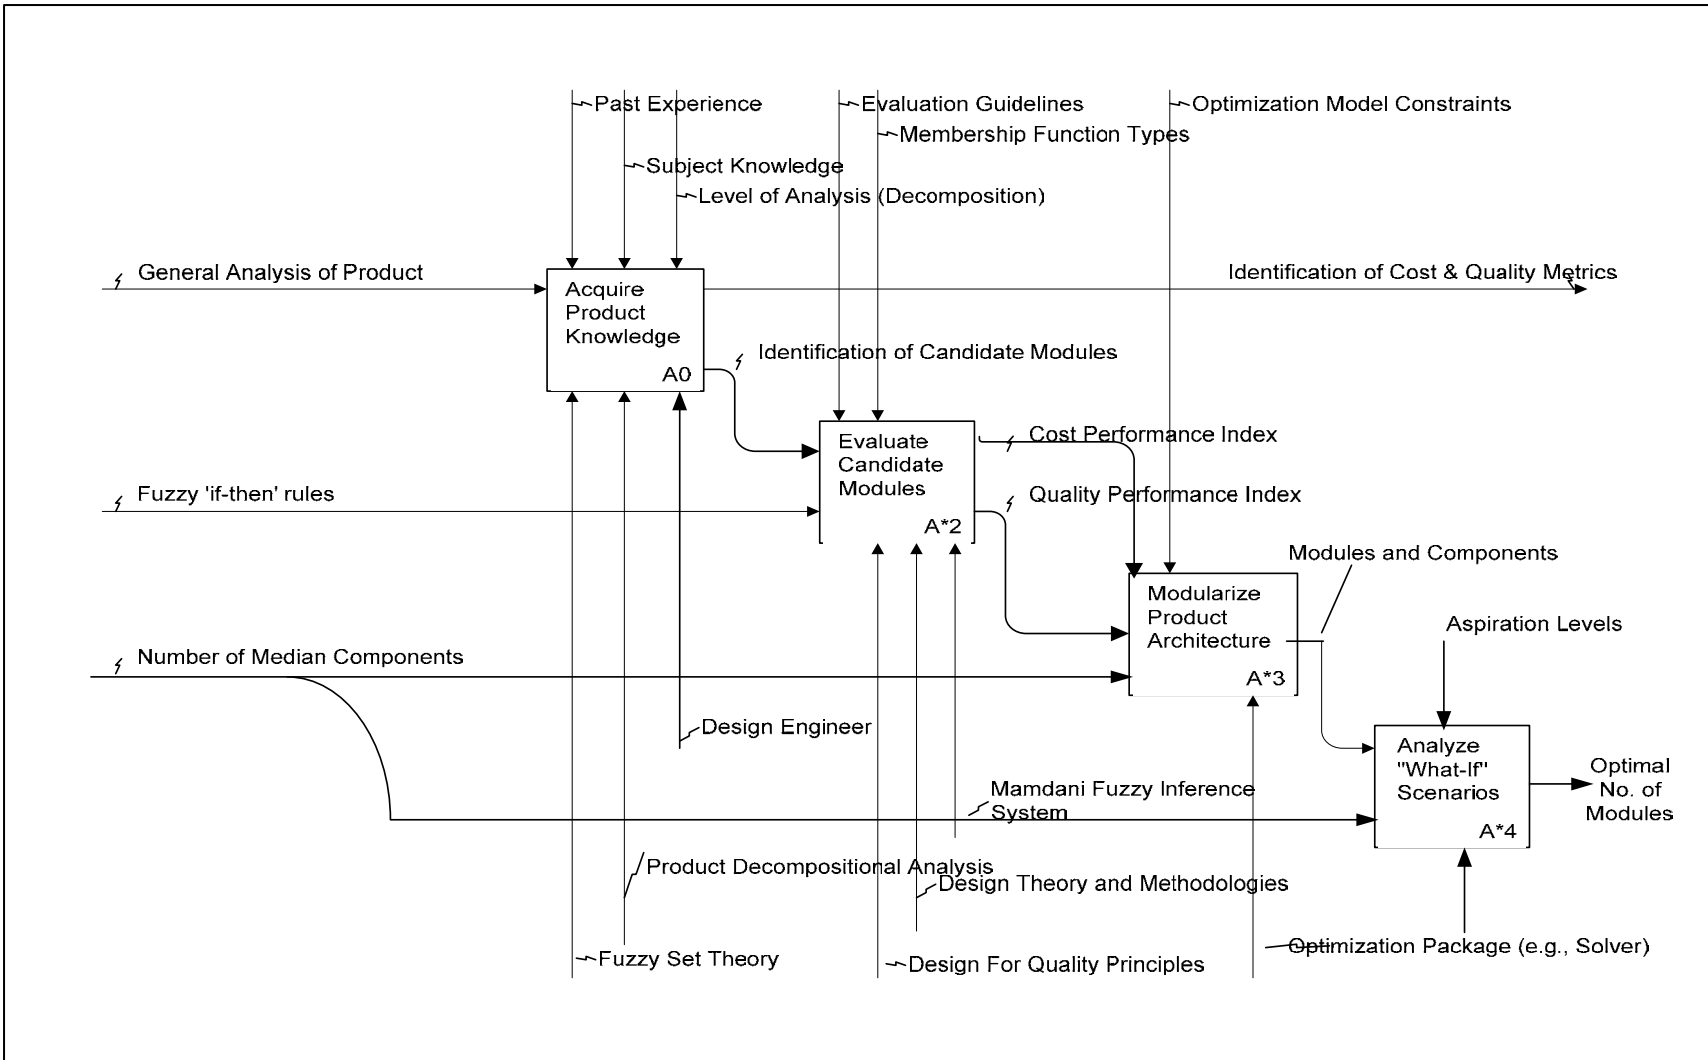 Past Experience
Evaluation Guidelines
Optimization Model Constraints
Membership Function Types
Subject Knowledge
Level of Analysis (Decomposition)
General Analysis of Product
Identification of Cost & Quality Metrics
Acquire
Product
Knowledge
A0
Identification of Candidate Modules
Evaluate
Candidate
Modules
A*2
Cost Performance Index
Fuzzy 'if-then' rules
Quality Performance Index
Modules and Components
Modularize
Product
Architecture
A*3
Aspiration Levels
Number of Median Components
Design Engineer
Analyze
"What-If"
Scenarios
A*4
Optimal
No. of
Modules
Mamdani Fuzzy Inference
System
Product Decompositional Analysis
Design Theory and Methodologies
Optimization Package (e.g., Solver)
Fuzzy Set Theory
Design For Quality Principles